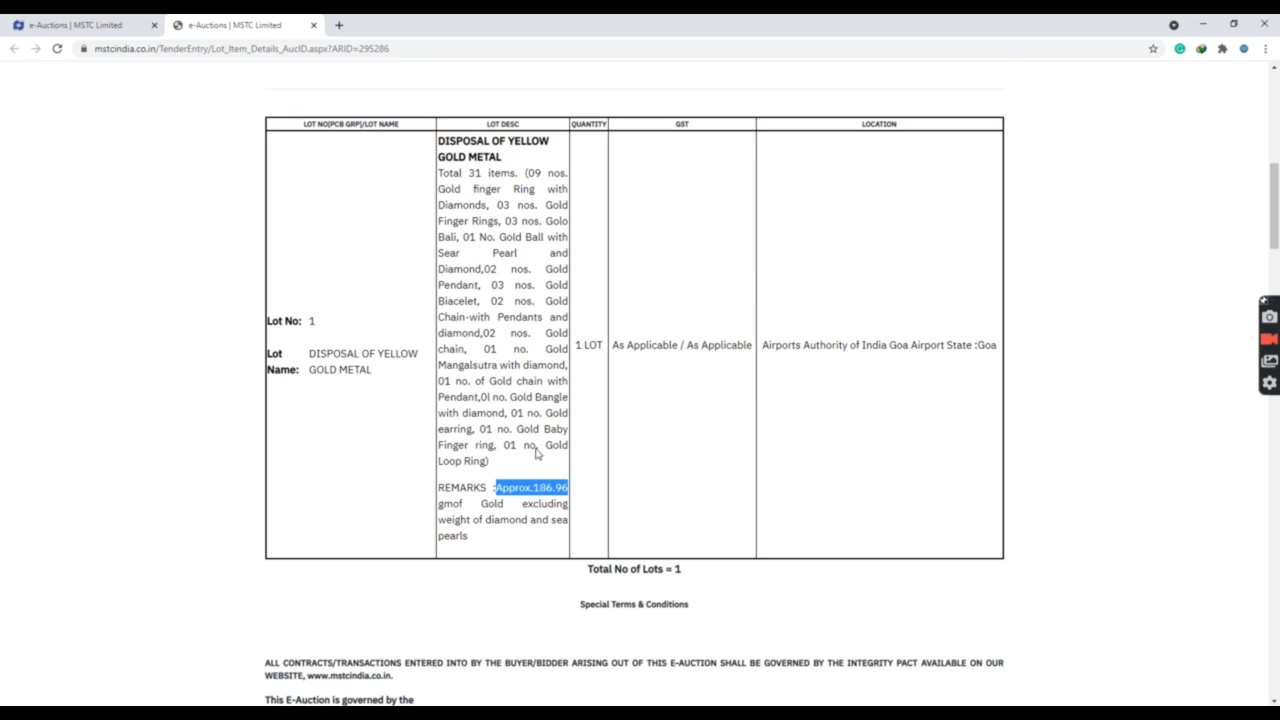 e-Auctions | MSTC Limited
e-Auctions | MSTC Limited
mstcindia.co.in/TenderEntry/Lot_Item_Details_AucID.aspx?ARID=295286
LOT NO[PCB GRP]/LOT NAME
LOT DESC
QUANTITY
GST
LOCATION
Lot No: 1
Lot DISPOSAL OF YELLOW
Name: GOLD METAL
DISPOSAL OF YELLOW
GOLD METAL
Total 31 items. (09 nos.
Gold finger Ring with
Diamonds, 03 nos. Gold
Finger Rings, 03 nos. Golo
Bali, 01 No. Gold Ball with
Sear Pearl and
Diamond,02 nos. Gold
Pendant, 03 nos. Gold
Biacelet, 02 nos. Gold
Chain-with Pendants and
diamond,02 nos. Gold
chain, 01 no. Gold
Mangalsutra with diamond,
01 no. of Gold chain with
Pendant,0l no. Gold Bangle
with diamond, 01 no. Gold
earring, 01 no. Gold Baby
Finger ring, 01 no. Gold
Loop Ring)
REMARKS :Approx.186.96
gmof Gold excluding
weight of diamond and sea
pearls
1 LOT
As Applicable / As Applicable
Airports Authority of India Goa Airport State :Goa
Total No of Lots = 1
Special Terms & Conditions
ALL CONTRACTS/TRANSACTIONS ENTERED INTO BY THE BUYER/BIDDER ARISING OUT OF THIS E-AUCTION SHALL BE GOVERNED BY THE INTEGRITY PACT AVAILABLE ON OUR
WEBSITE, www.mstcindia.co.in.
This E-Auction is governed by the